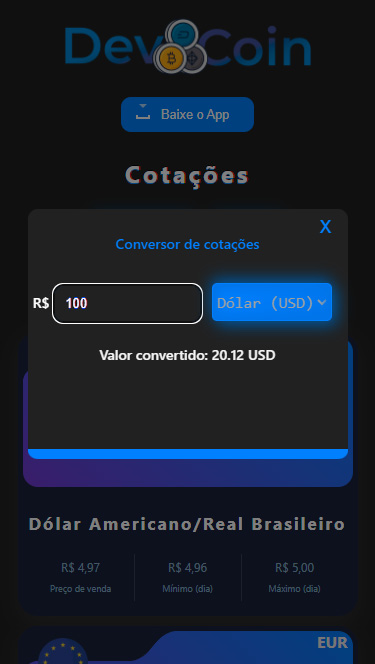 Dev Coin
Baixe o App
Cotações
X
Conversor de cotações
R$ 100 Dólar (USD)
Valor convertido: 20.12 USD
Dólar Americano/Real Brasileiro
R$ 4,97 R$ 4,96 R$ 5,00
Preço de venda Mínimo (dia) Máximo (dia)
EUR